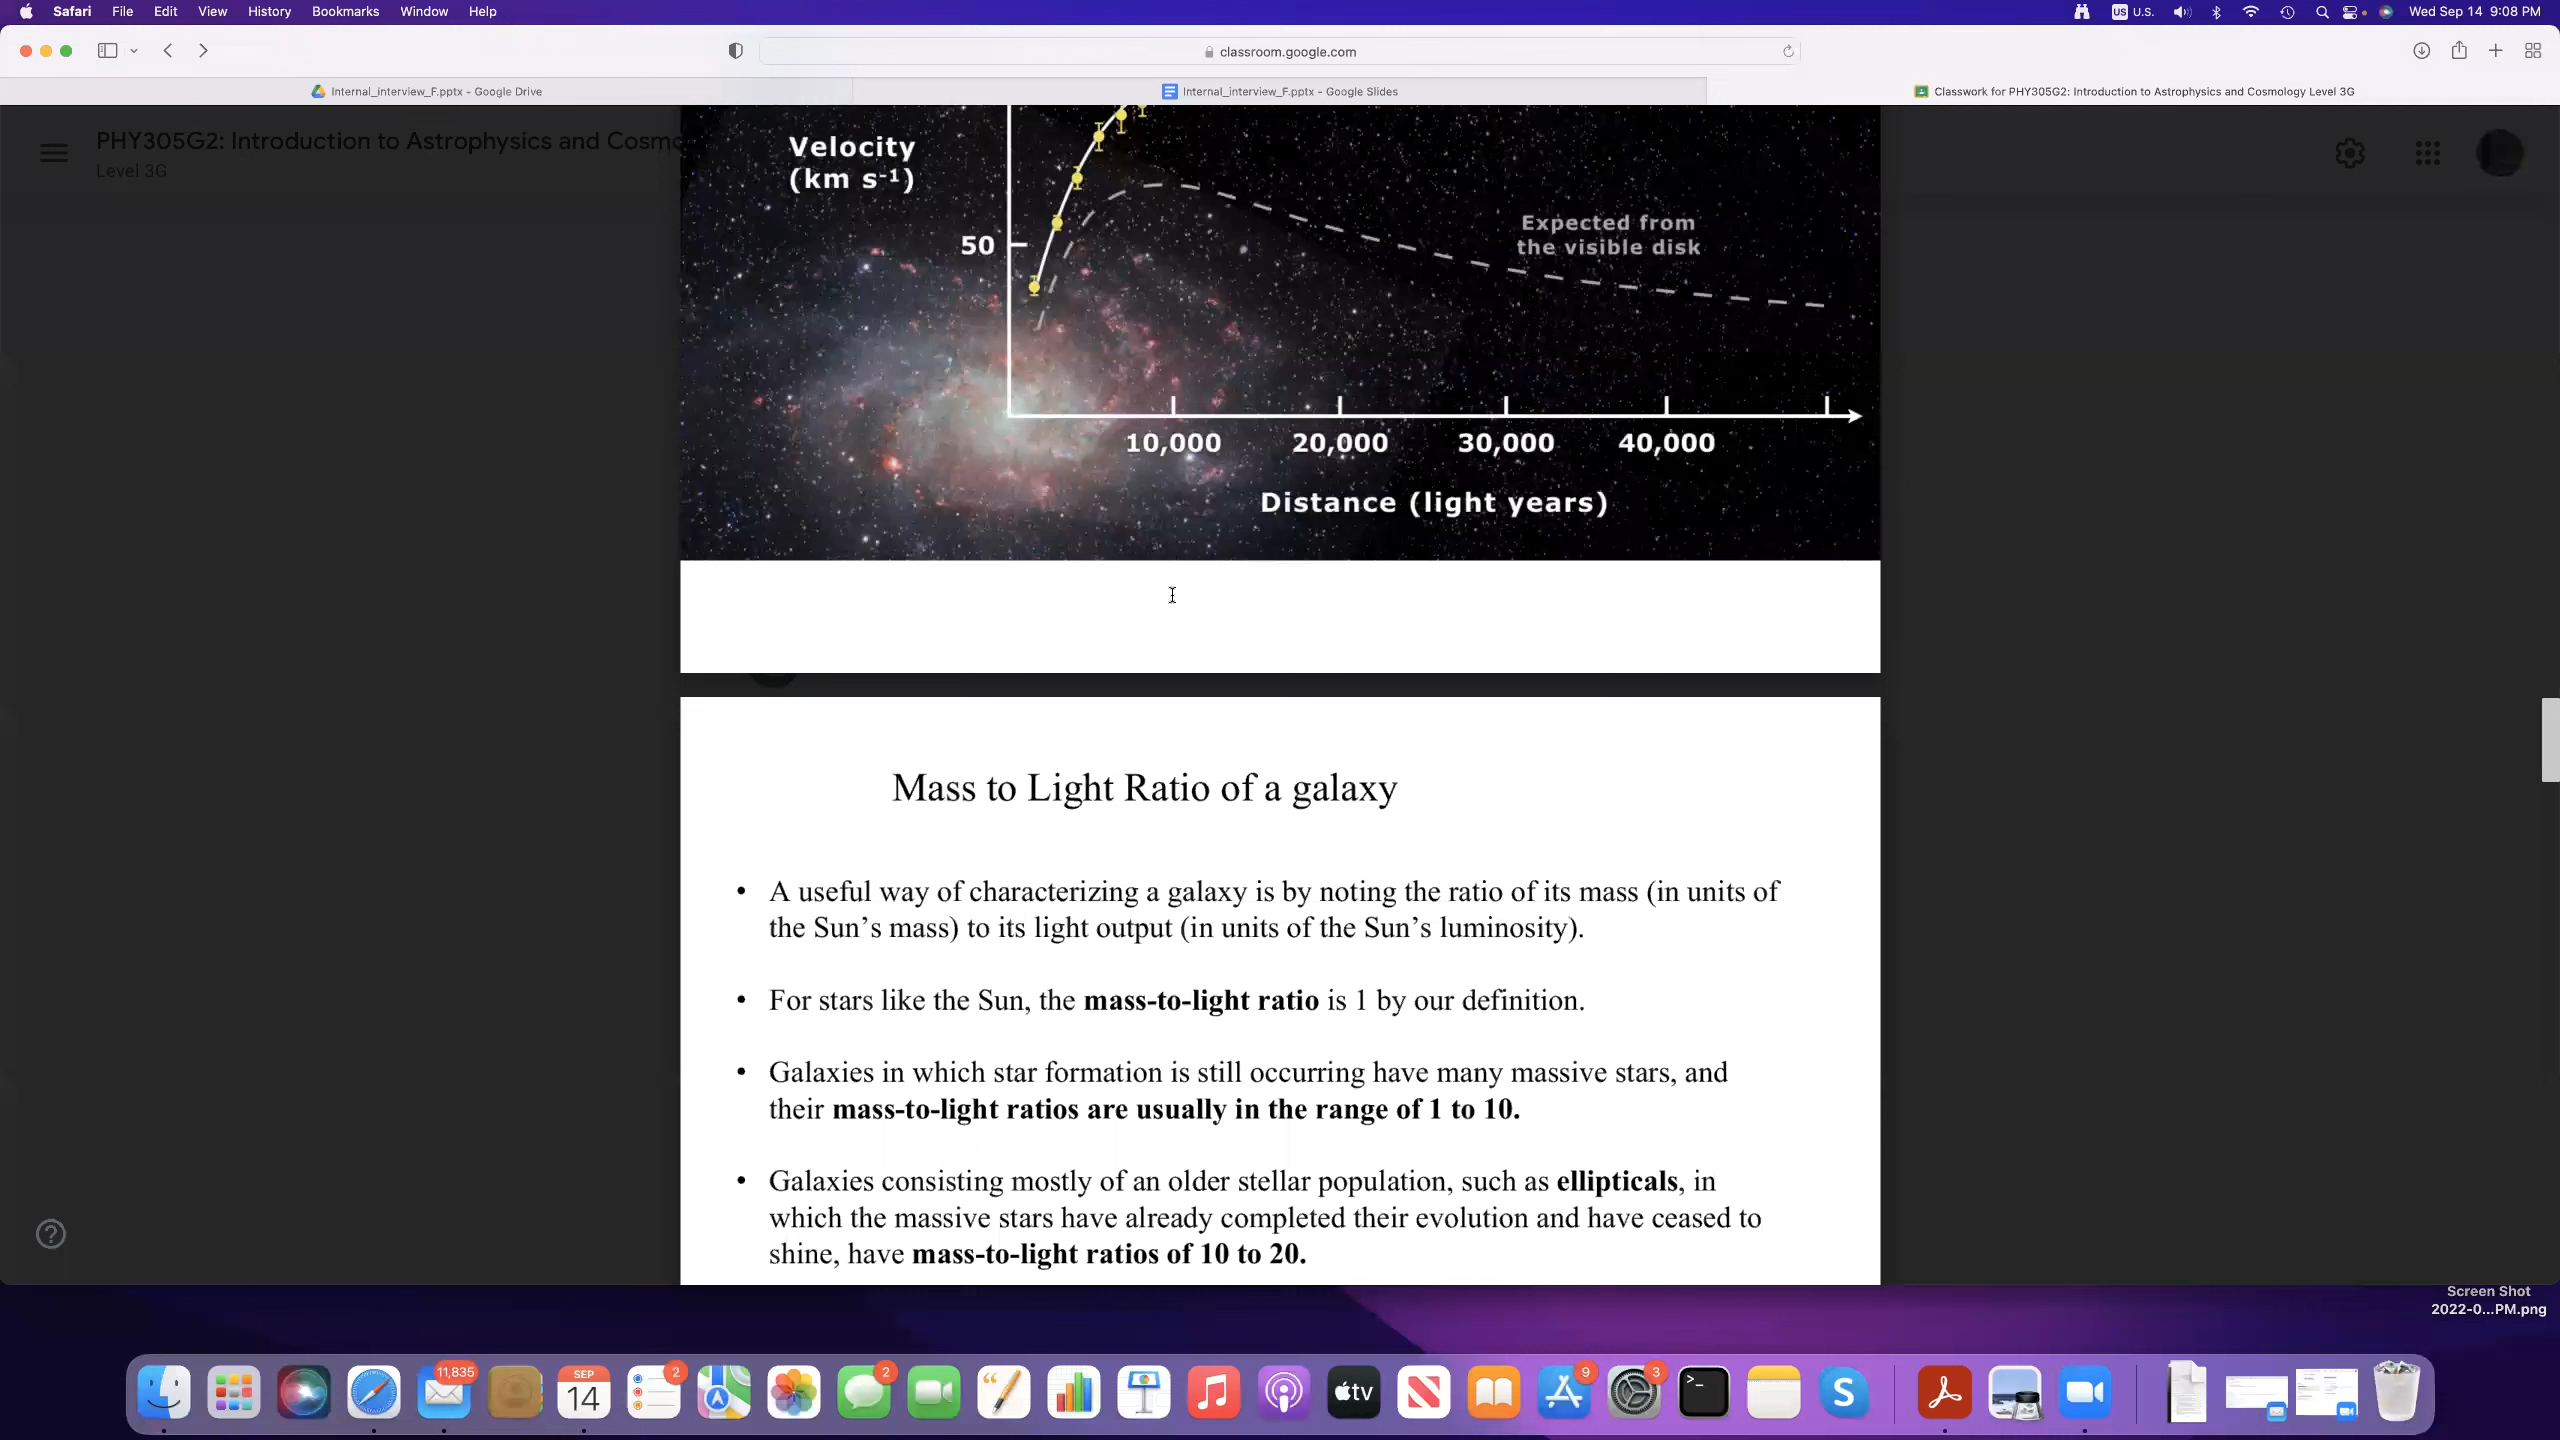 Safari File Edit View History Bookmarks Window Help
US U.S. Wed Sep 14 9:08 PM
classroom.google.com
Internal_interview_F.pptx - Google Drive
Internal_interview_F.pptx - Google Slides
Classwork for PHY305G2: Introduction to Astrophysics and Cosmology Level 3G
PHY305G2: Introduction to Astrophysics and Cosmo
Level 3G
Velocity
(km s-1)
50
Expected from
the visible disk
10,000 20,000 30,000 40,000
Distance (light years)
Mass to Light Ratio of a galaxy
• A useful way of characterizing a galaxy is by noting the ratio of its mass (in units of
the Sun’s mass) to its light output (in units of the Sun’s luminosity).
• For stars like the Sun, the mass-to-light ratio is 1 by our definition.
• Galaxies in which star formation is still occurring have many massive stars, and
their mass-to-light ratios are usually in the range of 1 to 10.
• Galaxies consisting mostly of an older stellar population, such as ellipticals, in
which the massive stars have already completed their evolution and have ceased to
shine, have mass-to-light ratios of 10 to 20.
Screen Shot
2022-0...PM.png
11,835
SEP
14
2
2
tv
9
3
>_
S